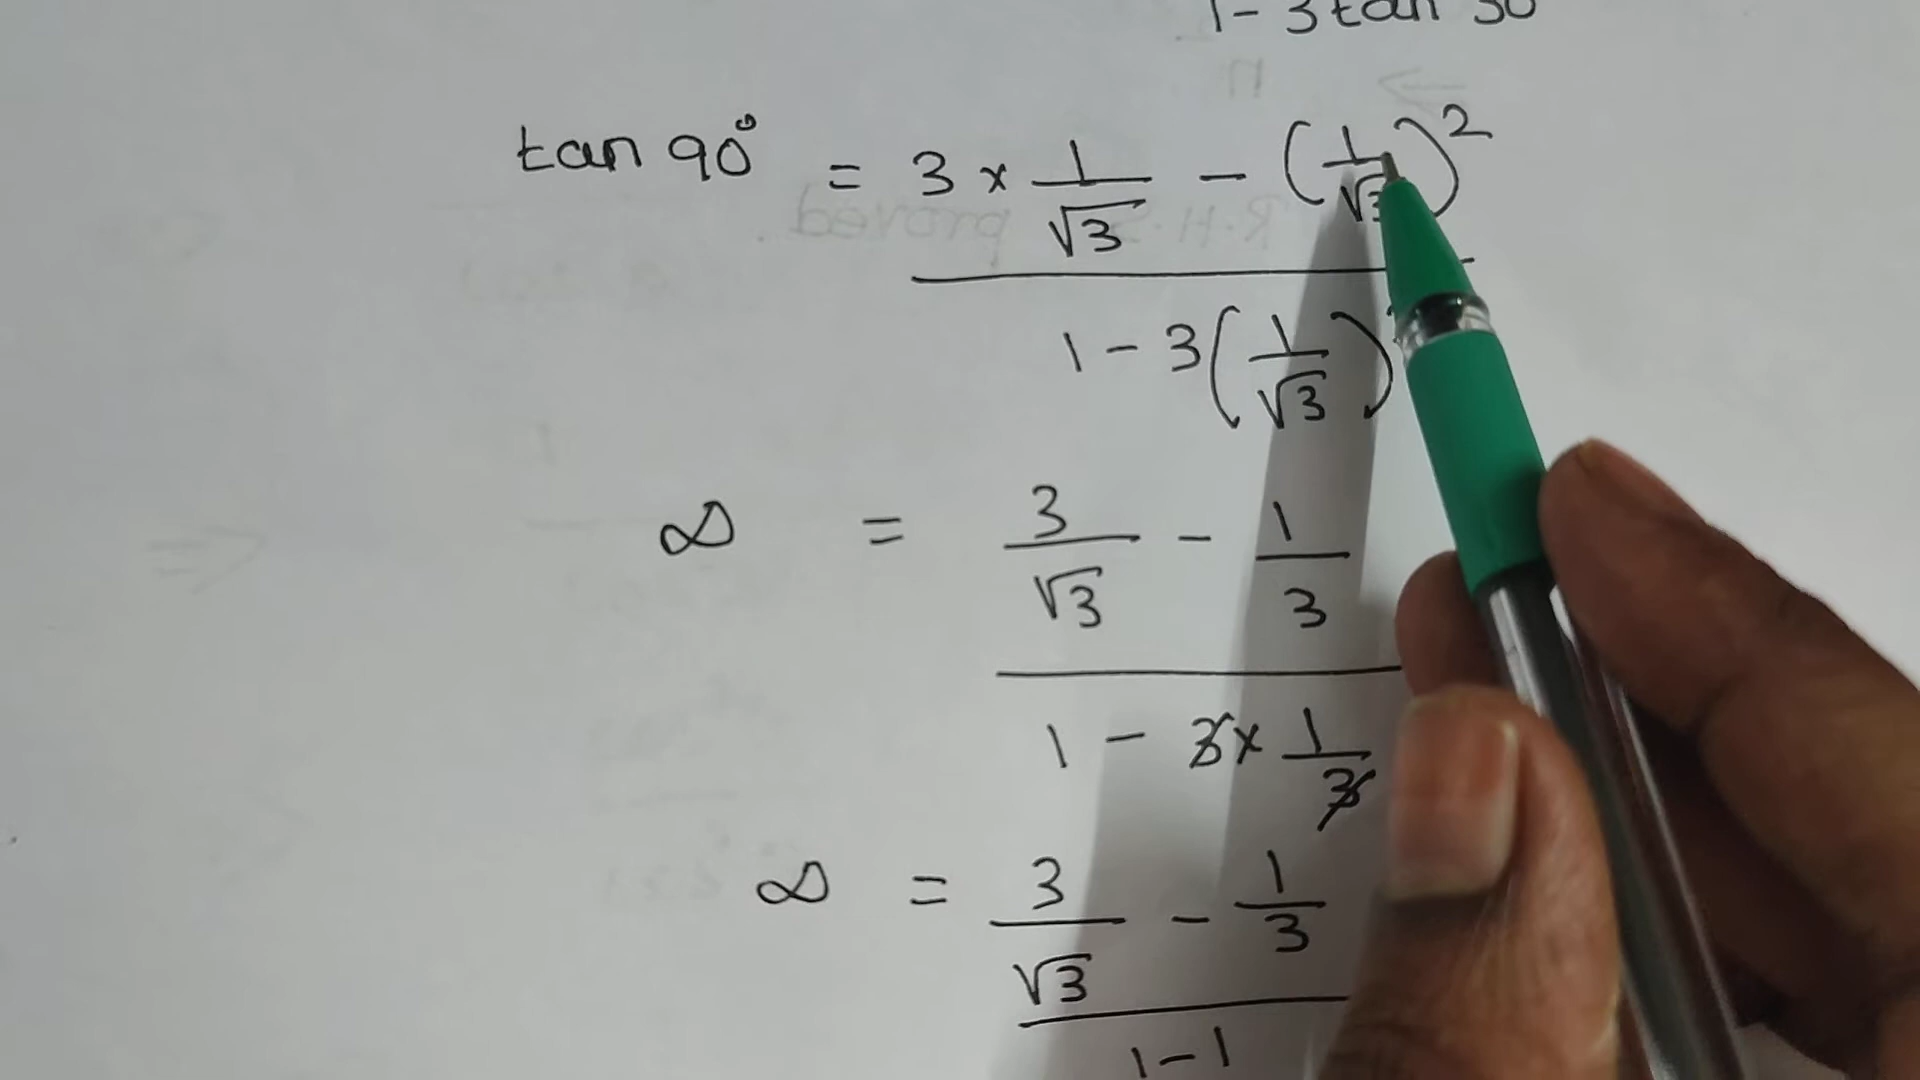 1 - 3 tan 30
tan 90° = 3 × 1/√3 - (1/√3)²
1 - 3(1/√3)
∞ = 3/√3 - 1/3
1 - 3 × 1/3
∞ = 3/√3 - 1/3
1 - 1